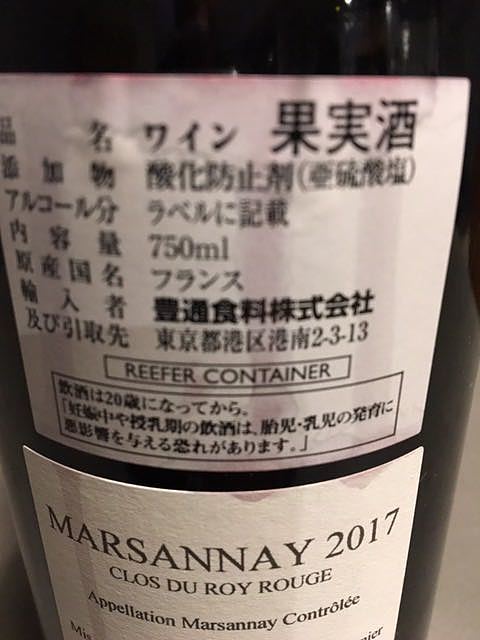 品名 ワイン 果実酒
添加物 酸化防止剤(亜硫酸塩)
アルコール分 ラベルに記載
内容量 750ml
原産国名 フランス
輸入者 豊通食料株式会社
及び引取先 東京都港区港南2-3-13
REEFER CONTAINER
飲酒は20歳になってから。
「妊娠中や授乳期の飲酒は、胎児・乳児の発育に
悪影響を与える恐れがあります。」
MARSANNAY 2017
CLOS DU ROY ROUGE
Appellation Marsannay Contrôlée